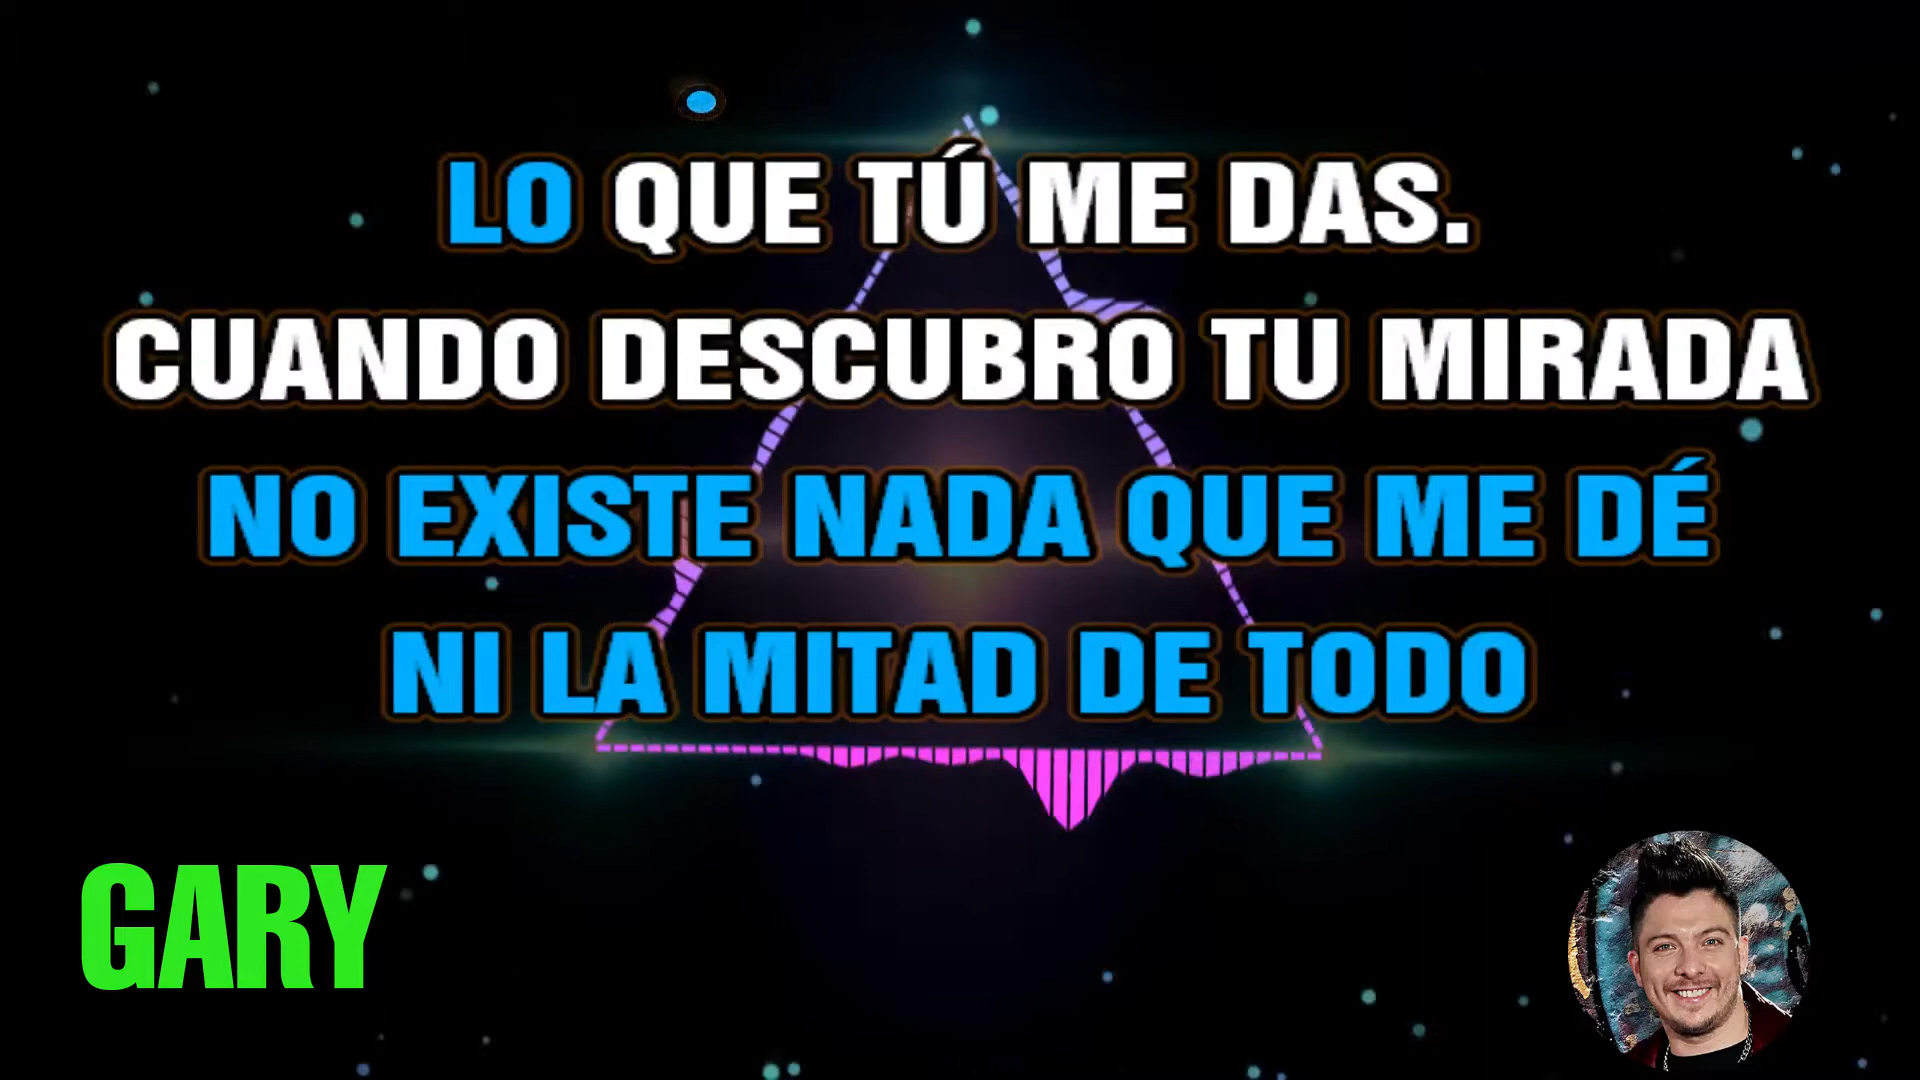 LO QUE TÚ ME DAS.
CUANDO DESCUBRO TU MIRADA
NO EXISTE NADA QUE ME DÉ
NI LA MITAD DE TODO
GARY